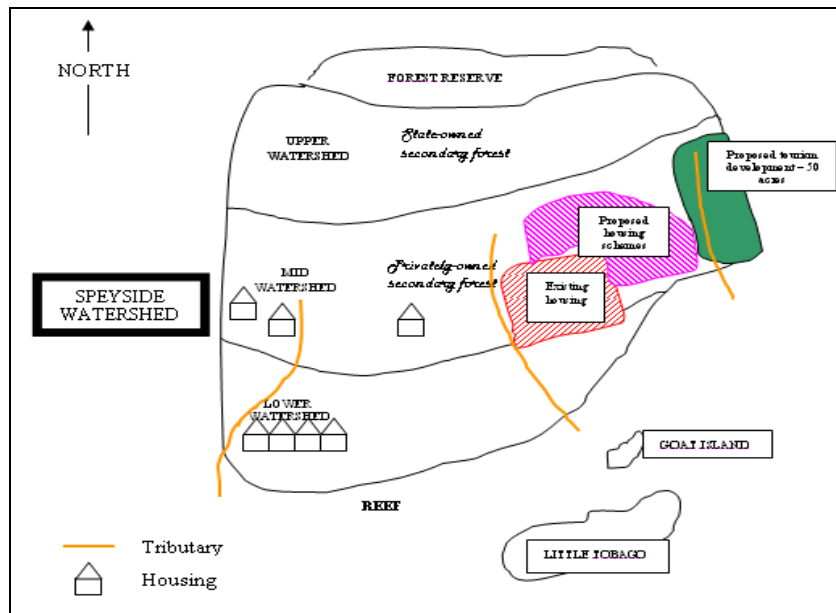 NORTH
FOREST RESERVE
UPPER
WATERSHED
State-owned
secondary forest
Proposed tourism
development – 50
acres
Proposed
housing
schemes
MID
WATERSHED
Privately-owned
secondary forest
Existing
housing
SPEYSIDE
WATERSHED
LOWER
WATERSHED
GOAT ISLAND
REEF
LITTLE TOBAGO
Tributary
Housing